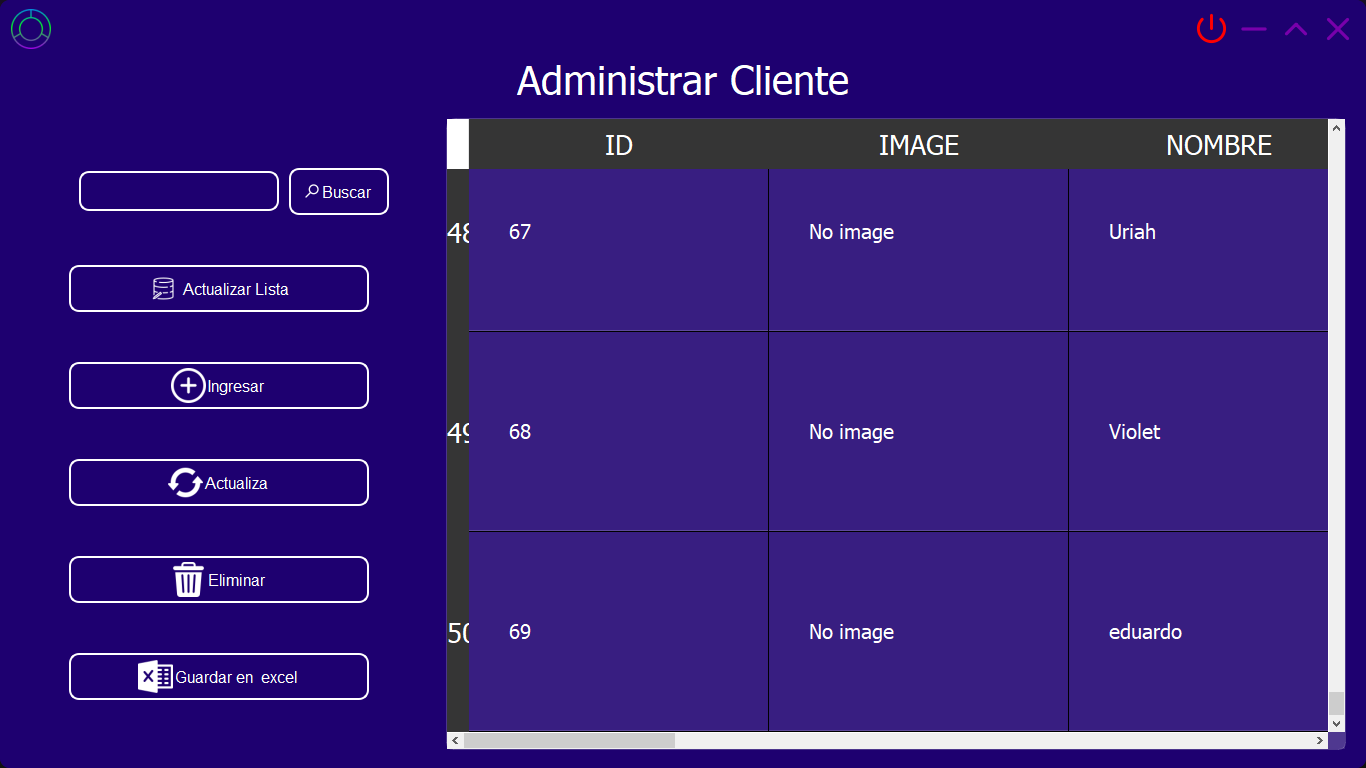 Administrar Cliente
ID IMAGE NOMBRE
Buscar
48 67 No image Uriah
Actualizar Lista
Ingresar
49 68 No image Violet
Actualiza
Eliminar
50 69 No image eduardo
Guardar en excel